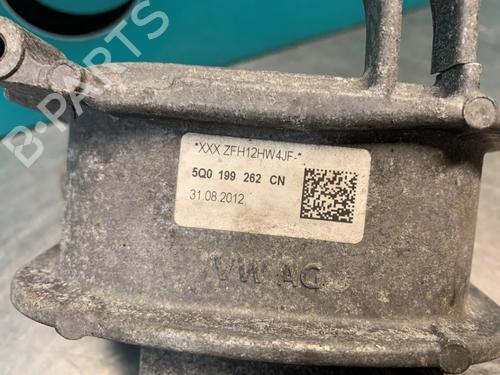 *XXX ZFH12HW4JF-*
5Q0 199 262 CN
31.08.2012
VW AG
B-PARTS